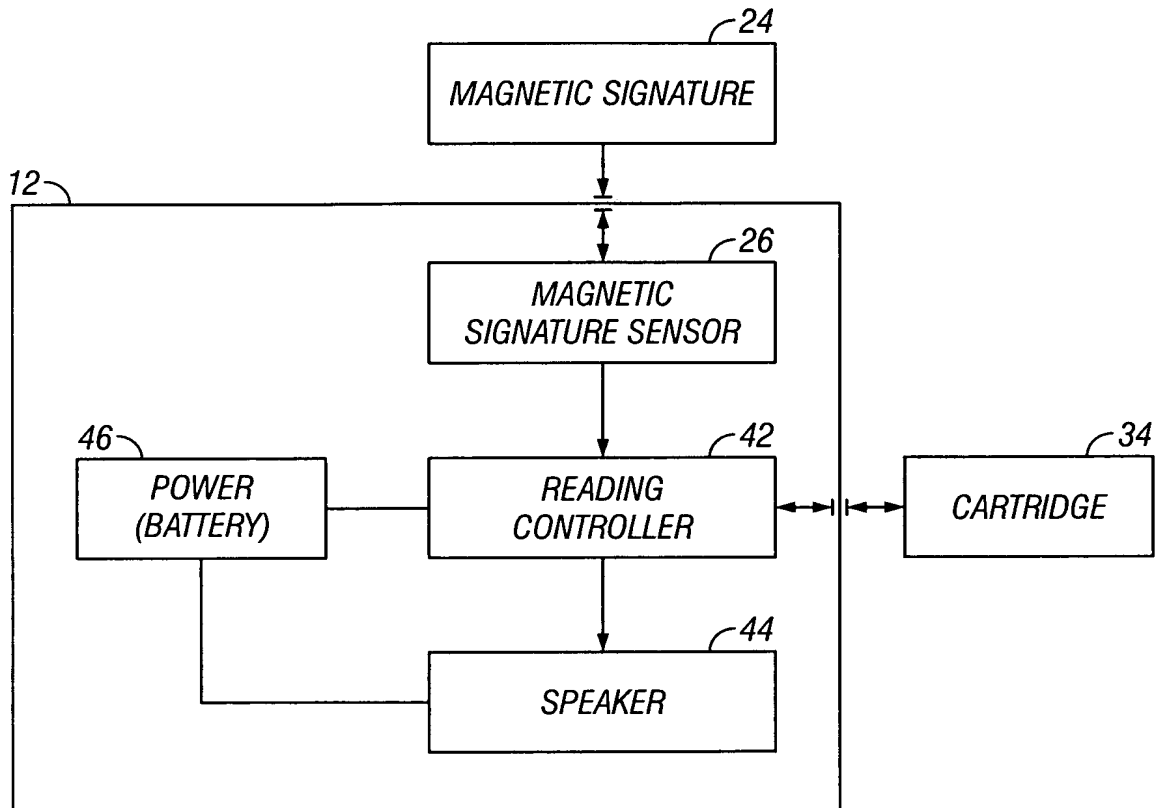 24
MAGNETIC SIGNATURE
12
26
MAGNETIC
SIGNATURE SENSOR
46
POWER
(BATTERY)
42
READING
CONTROLLER
34
CARTRIDGE
44
SPEAKER